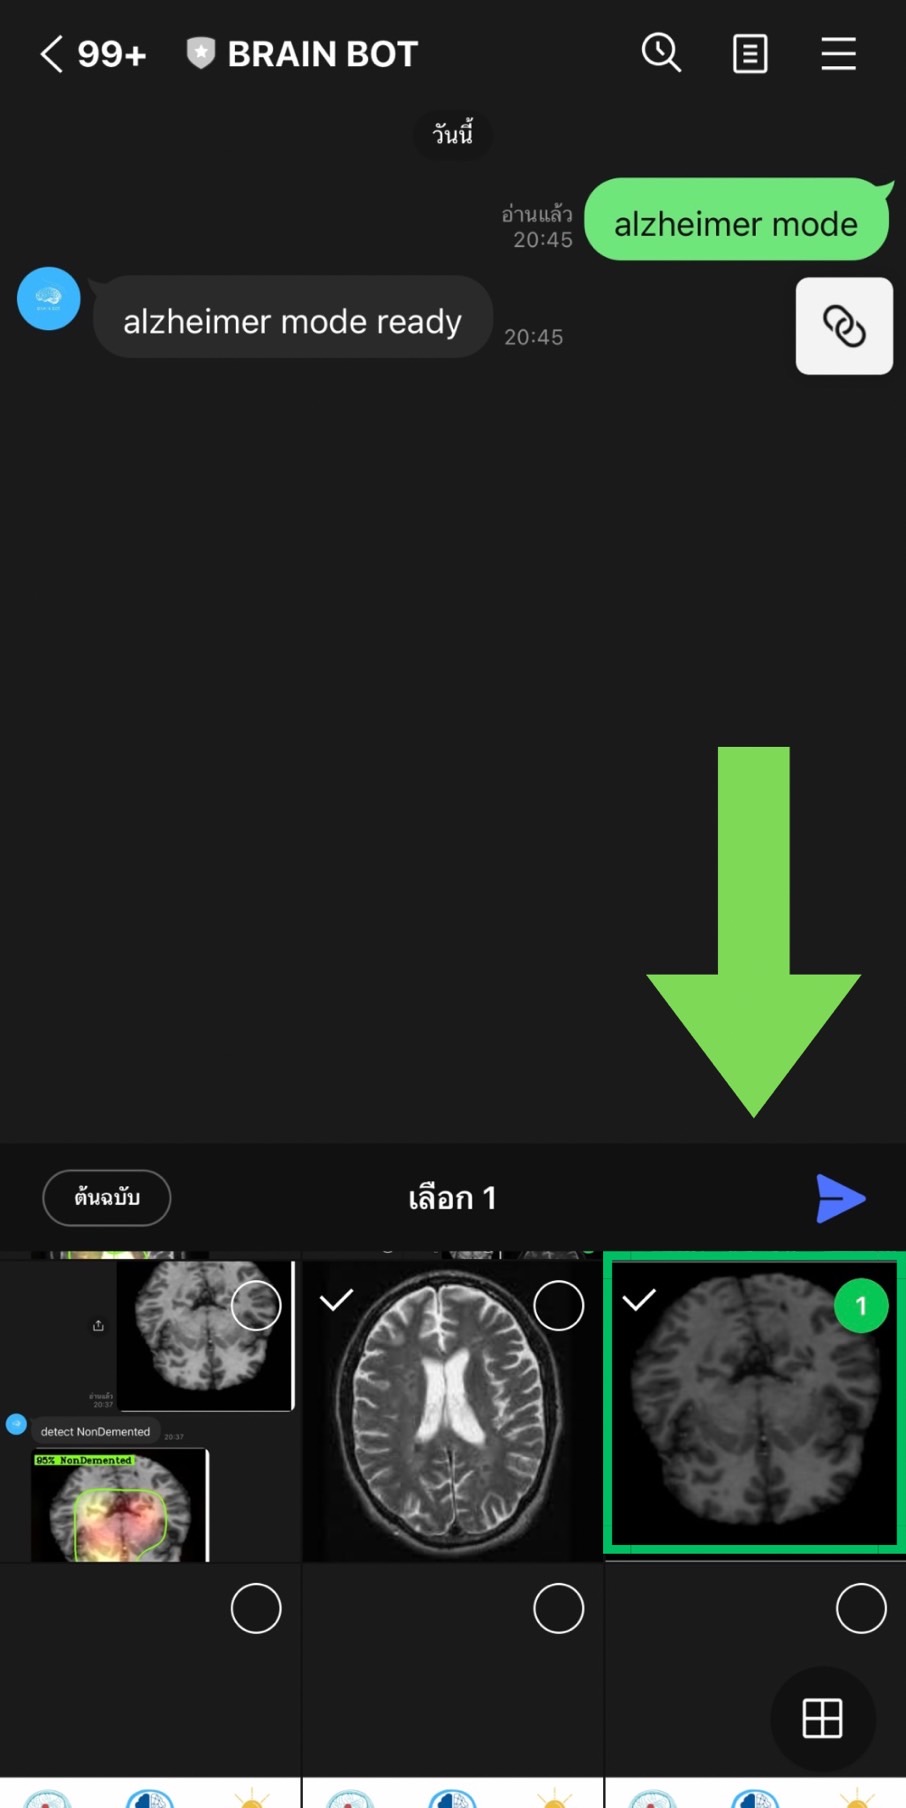 99+ BRAIN BOT
วันนี้
alzheimer mode
อ่านแล้ว
20:45
alzheimer mode ready
20:45
ต้นฉบับ
เลือก 1
1
อ่านแล้ว
20:37
detect NonDemented
20:37
95% NonDemented